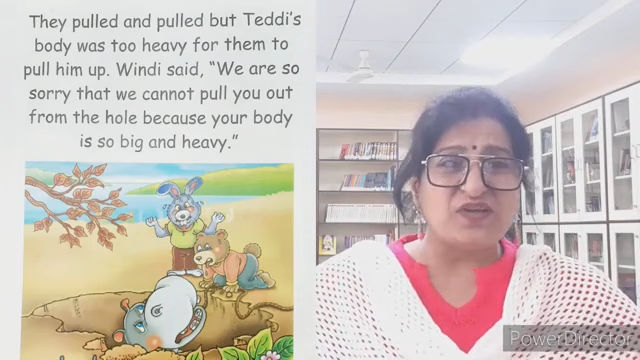 They pulled and pulled but Teddi's
body was too heavy for them to
pull him up. Windi said, "We are so
sorry that we cannot pull you out
from the hole because your body
is so big and heavy."
PowerDirector